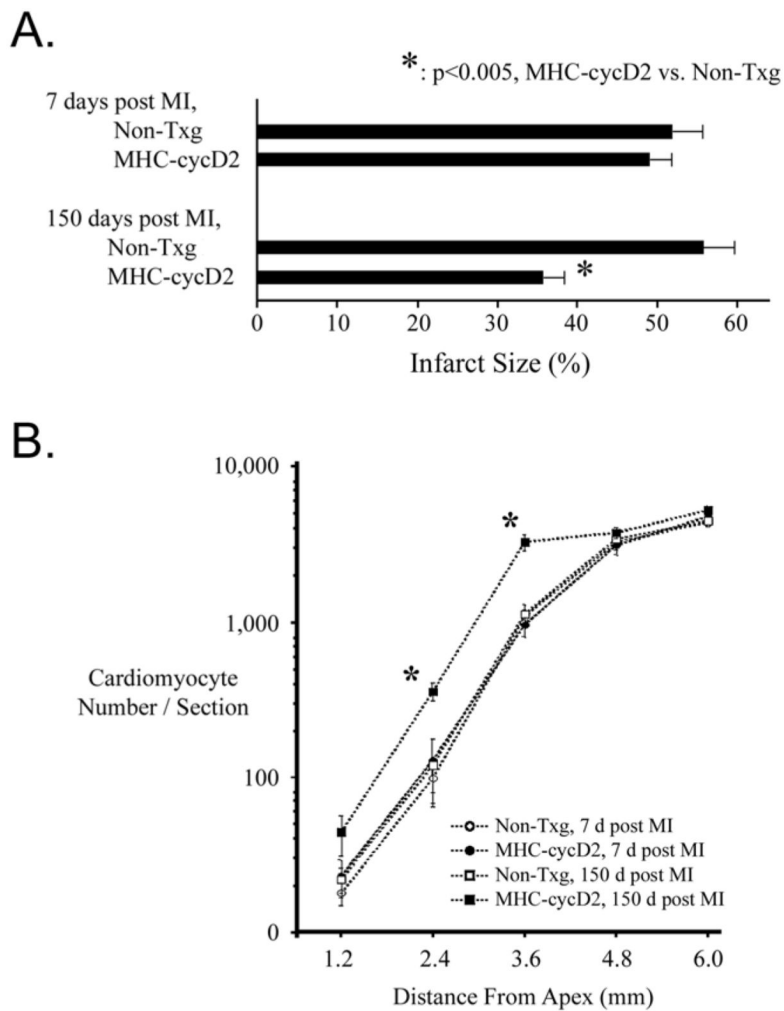 A.
*: p<0.005, MHC-cycD2 vs. Non-Txg
7 days post MI,
Non-Txg
MHC-cycD2
150 days post MI,
Non-Txg
MHC-cycD2
*
0 10 20 30 40 50 60
Infarct Size (%)
B.
10,000
*
1,000
*
Cardiomyocyte
Number / Section
100
Non-Txg, 7 d post MI
MHC-cycD2, 7 d post MI
Non-Txg, 150 d post MI
MHC-cycD2, 150 d post MI
0
1.2 2.4 3.6 4.8 6.0
Distance From Apex (mm)